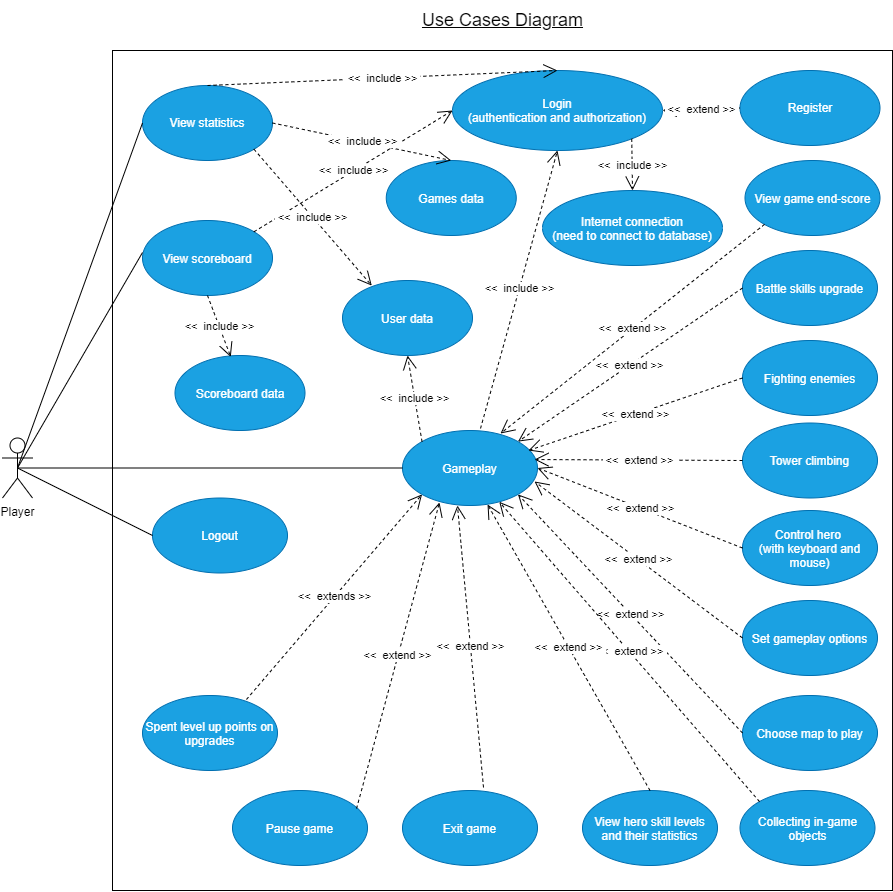 Use Cases Diagram
<< include >>
Login
(authentication and authorization)
<< extend >>
Register
View statistics
<< include >>
<< include >>
<< include >>
Games data
View game end-score
<< include >>
Internet connection
(need to connect to database)
View scoreboard
<< include >>
Battle skills upgrade
User data
<< include >>
<< extend >>
<< extend >>
Fighting enemies
Scoreboard data
<< include >>
<< extend >>
Gameplay
<< extend >>
Tower climbing
Player
Logout
<< extend >>
Control hero
(with keyboard and
mouse)
<< extend >>
<< extends >>
<< extend >>
Set gameplay options
<< extend >>
<< extend >>
<< extend >>
: extend >>
Spent level up points on
upgrades
Choose map to play
Pause game
Exit game
View hero skill levels
and their statistics
Collecting in-game
objects